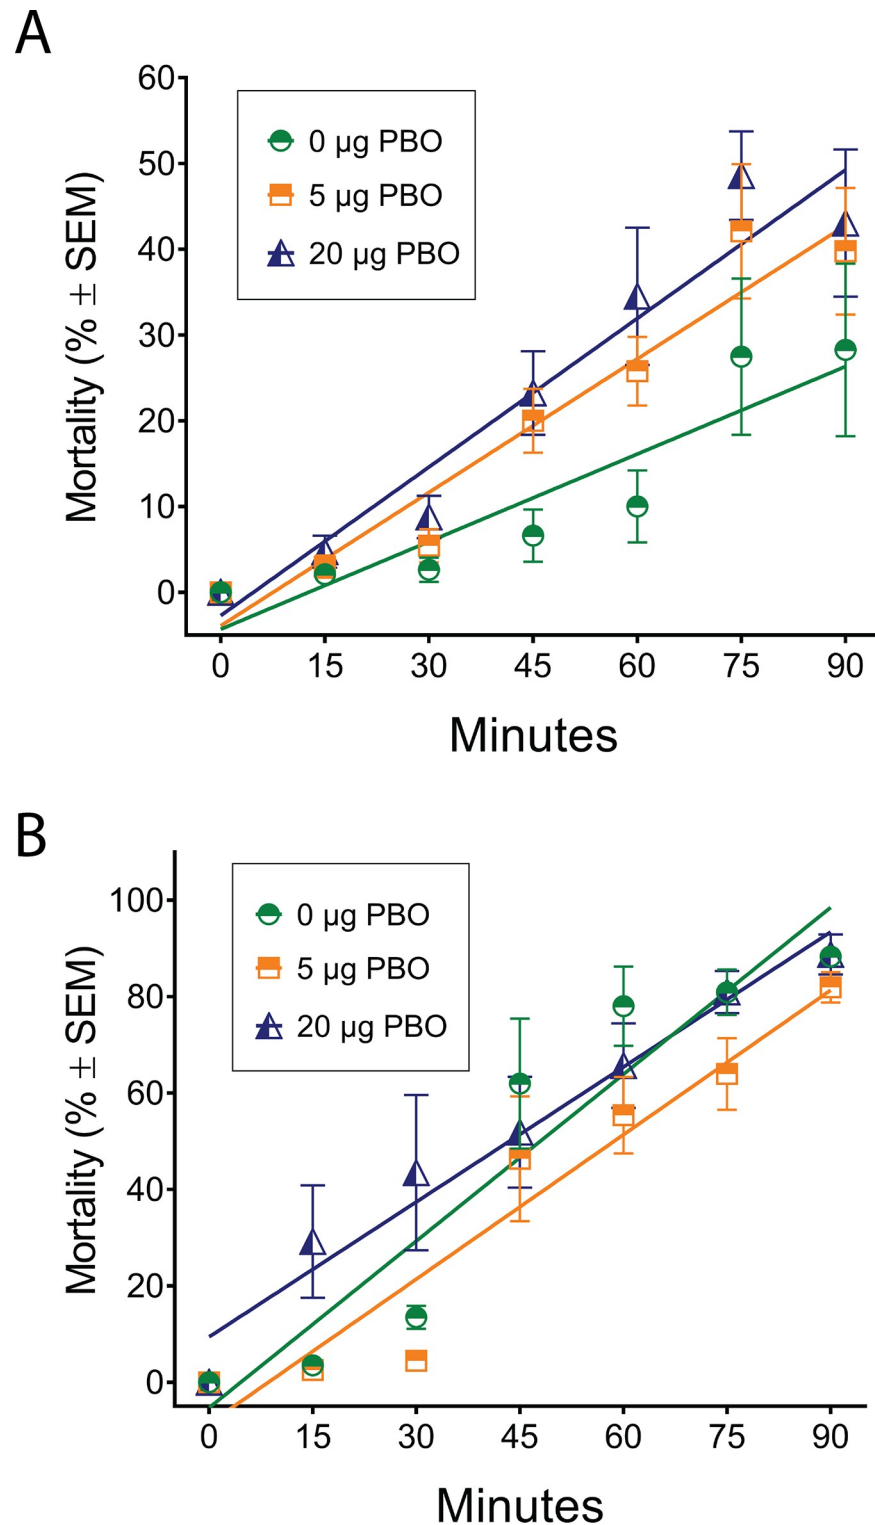 A
60
50
40
30
20
10
0
Mortality (% ± SEM)
0 µg PBO
5 µg PBO
20 µg PBO
0 15 30 45 60 75 90
Minutes
B
100
80
60
40
20
0
Mortality (% ± SEM)
0 µg PBO
5 µg PBO
20 µg PBO
0 15 30 45 60 75 90
Minutes